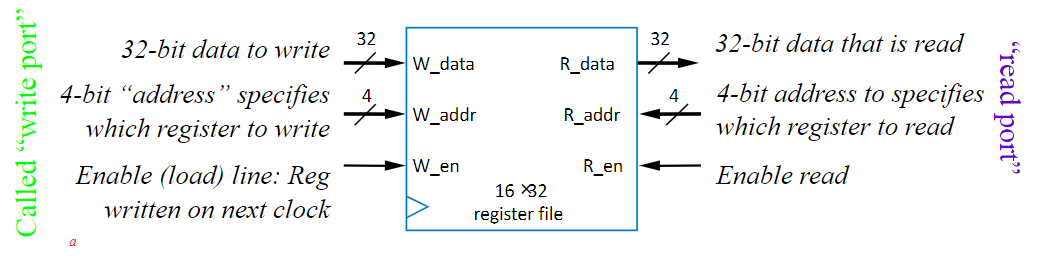 Called “write port”
32-bit data to write
4-bit “address” specifies
which register to write
Enable (load) line: Reg
written on next clock
a
32
4
W_data
W_addr
W_en
R_data
R_addr
R_en
16 ×32
register file
32
4
32-bit data that is read
4-bit address to specifies
which register to read
Enable read
“read port”